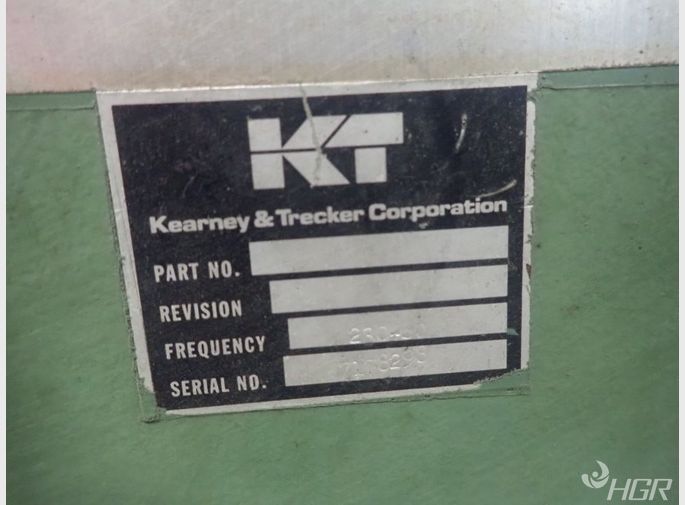 KT
Kearney & Trecker Corporation
PART NO.
REVISION
FREQUENCY
SERIAL NO.
HGR